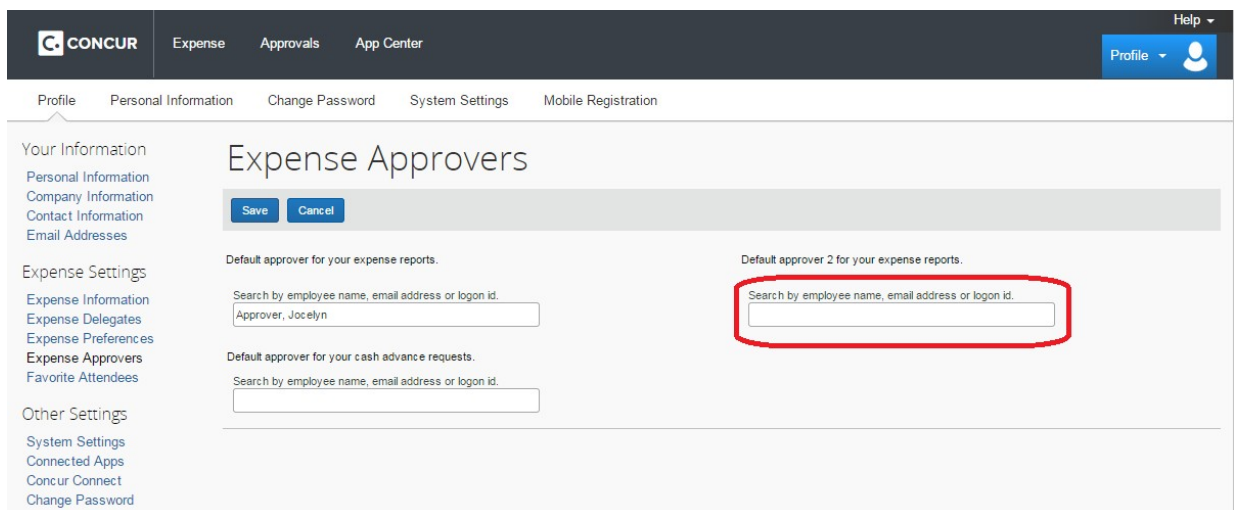 Help
C. CONCUR Expense Approvals App Center
Profile
Profile Personal Information Change Password System Settings Mobile Registration
Your Information
Personal Information
Company Information
Contact Information
Email Addresses
Expense Settings
Expense Information
Expense Delegates
Expense Preferences
Expense Approvers
Favorite Attendees
Other Settings
System Settings
Connected Apps
Concur Connect
Change Password
Expense Approvers
Save Cancel
Default approver for your expense reports.
Search by employee name, email address or logon id.
Approver, Jocelyn
Default approver 2 for your expense reports.
Search by employee name, email address or logon id.
Default approver for your cash advance requests.
Search by employee name, email address or logon id.